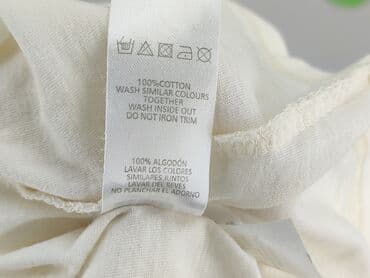 100%COTTON
WASH SIMILAR COLOURS
TOGETHER
WASH INSIDE OUT
DO NOT IRON TRIM
100% ALGODÓN
LAVAR LOS COLORES
SIMILARES JUNTOS
LAVAR DEL REVES
NO PLANCHAR EL ADORNO